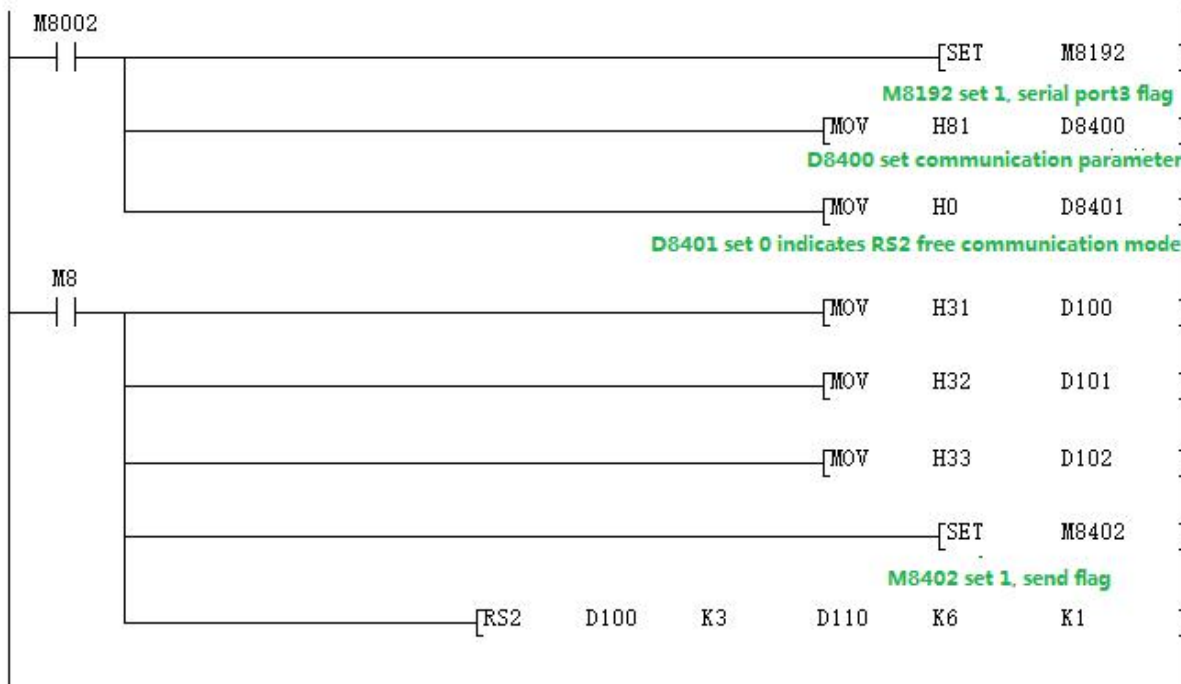 M8002
[SET M8192 ]
M8192 set 1, serial port3 flag
[MOV H81 D8400 ]
D8400 set communication parameter
[MOV H0 D8401 ]
D8401 set 0 indicates RS2 free communication mode
M8
[MOV H31 D100 ]
[MOV H32 D101 ]
[MOV H33 D102 ]
[SET M8402 ]
M8402 set 1, send flag
[RS2 D100 K3 D110 K6 K1 ]